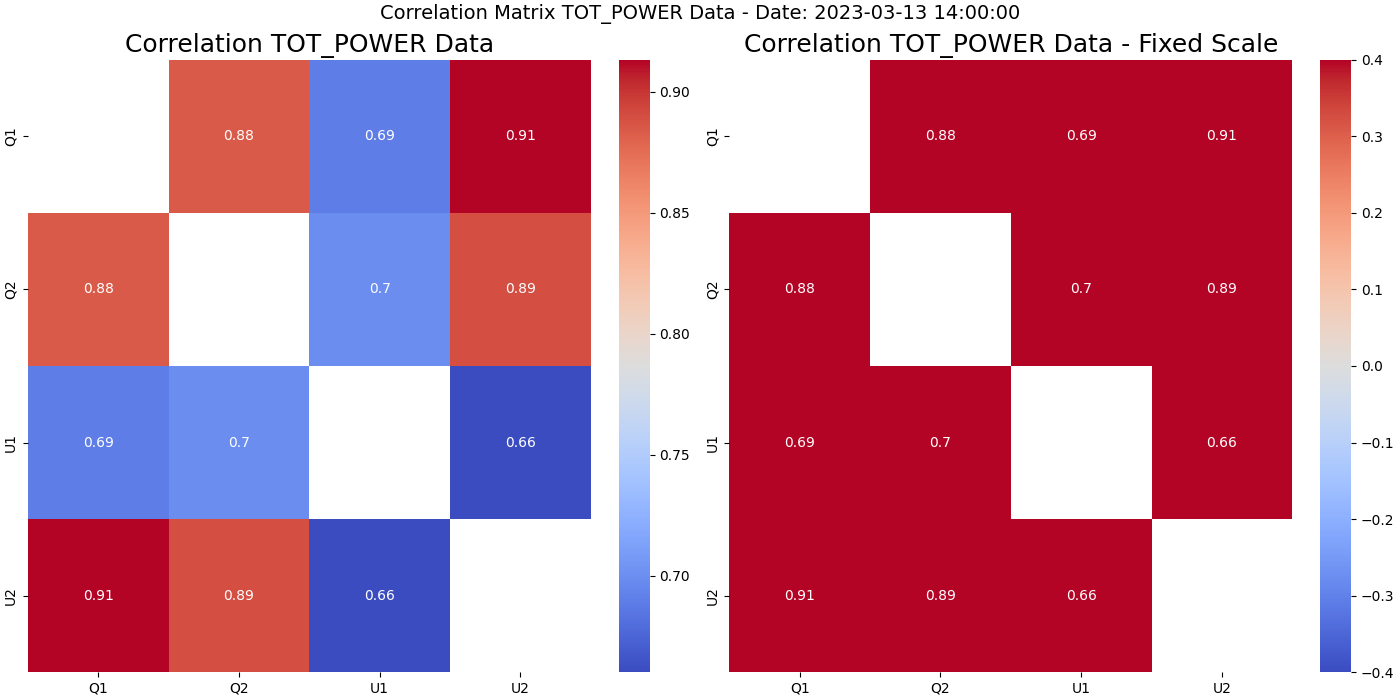 Correlation Matrix TOT_POWER Data - Date: 2023-03-13 14:00:00
Correlation TOT_POWER Data
Q1
0.88
0.69
0.91
Q2
0.88
0.7
0.89
U1
0.69
0.7
0.66
U2
0.91
0.89
0.66
Q1
Q2
U1
U2
0.90
0.85
0.80
0.75
0.70
Correlation TOT_POWER Data - Fixed Scale
Q1
0.88
0.69
0.91
Q2
0.88
0.7
0.89
U1
0.69
0.7
0.66
U2
0.91
0.89
0.66
Q1
Q2
U1
U2
0.4
0.3
0.2
0.1
0.0
−0.1
−0.2
−0.3
−0.4